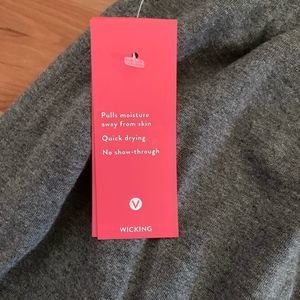 Pulls moisture
away from skin
Quick drying
No show-through
V
WICKING